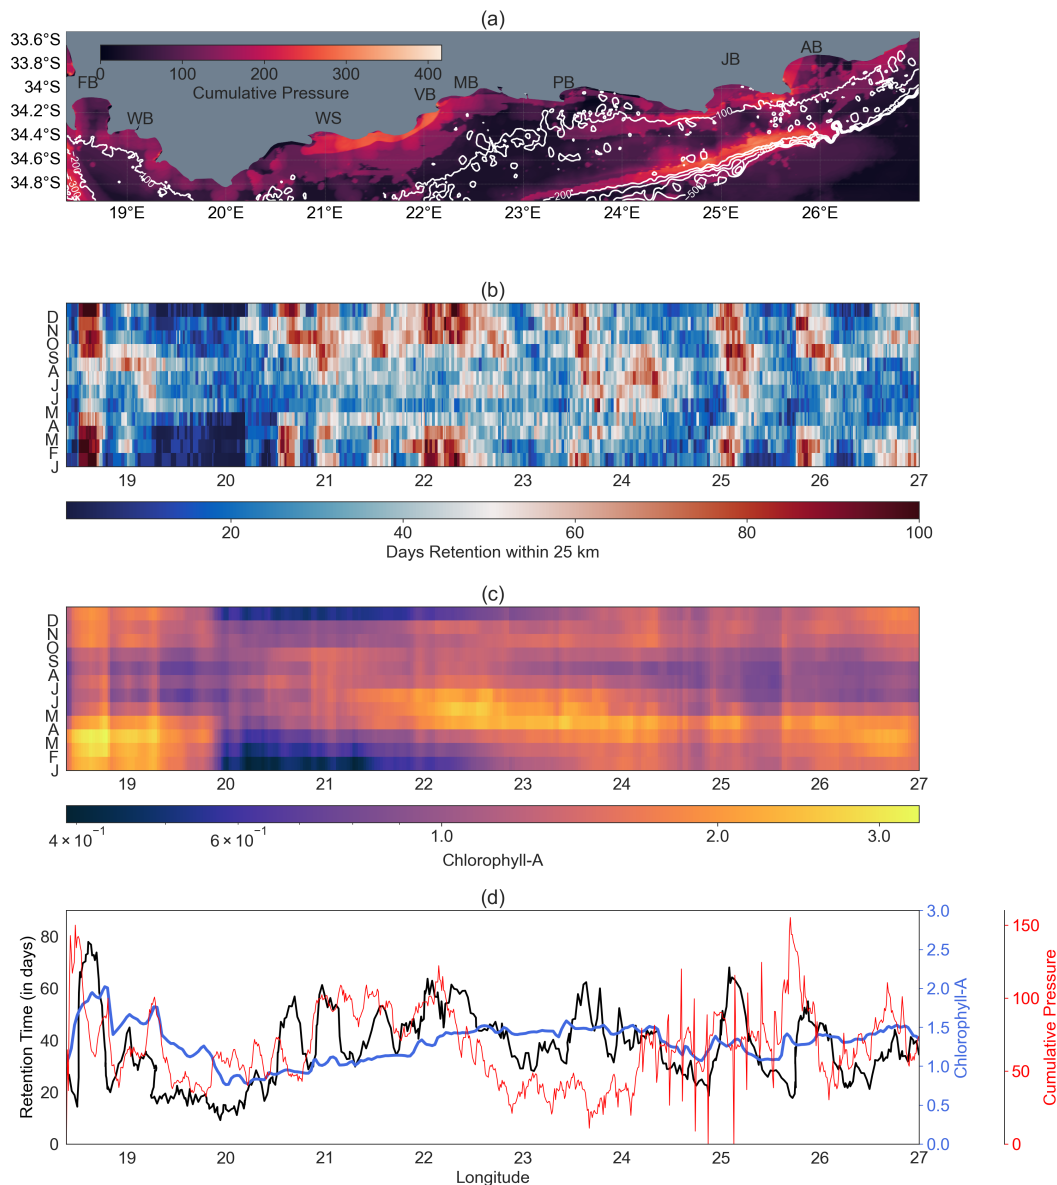 (a)
33.6°S
33.8°S
34°S
34.2°S
34.4°S
34.6°S
34.8°S
0 100 200 300 400
Cumulative Pressure
FB WB WS VB MB PB JB AB
100
-200
-300
-200
-500
19°E 20°E 21°E 22°E 23°E 24°E 25°E 26°E
(b)
D
N
O
S
A
J
J
M
A
M
F
J
19 20 21 22 23 24 25 26 27
20 40 60 80 100
Days Retention within 25 km
(c)
D
N
O
S
A
J
J
M
A
M
F
J
19 20 21 22 23 24 25 26 27
4 × 10⁻¹ 6 × 10⁻¹ 1.0 2.0 3.0
Chlorophyll-A
(d)
Retention Time (in days)
80
60
40
20
0
3.0
2.5
2.0
1.5
1.0
0.5
0.0
Chlorophyll-A
150
100
50
0
Cumulative Pressure
19 20 21 22 23 24 25 26 27
Longitude